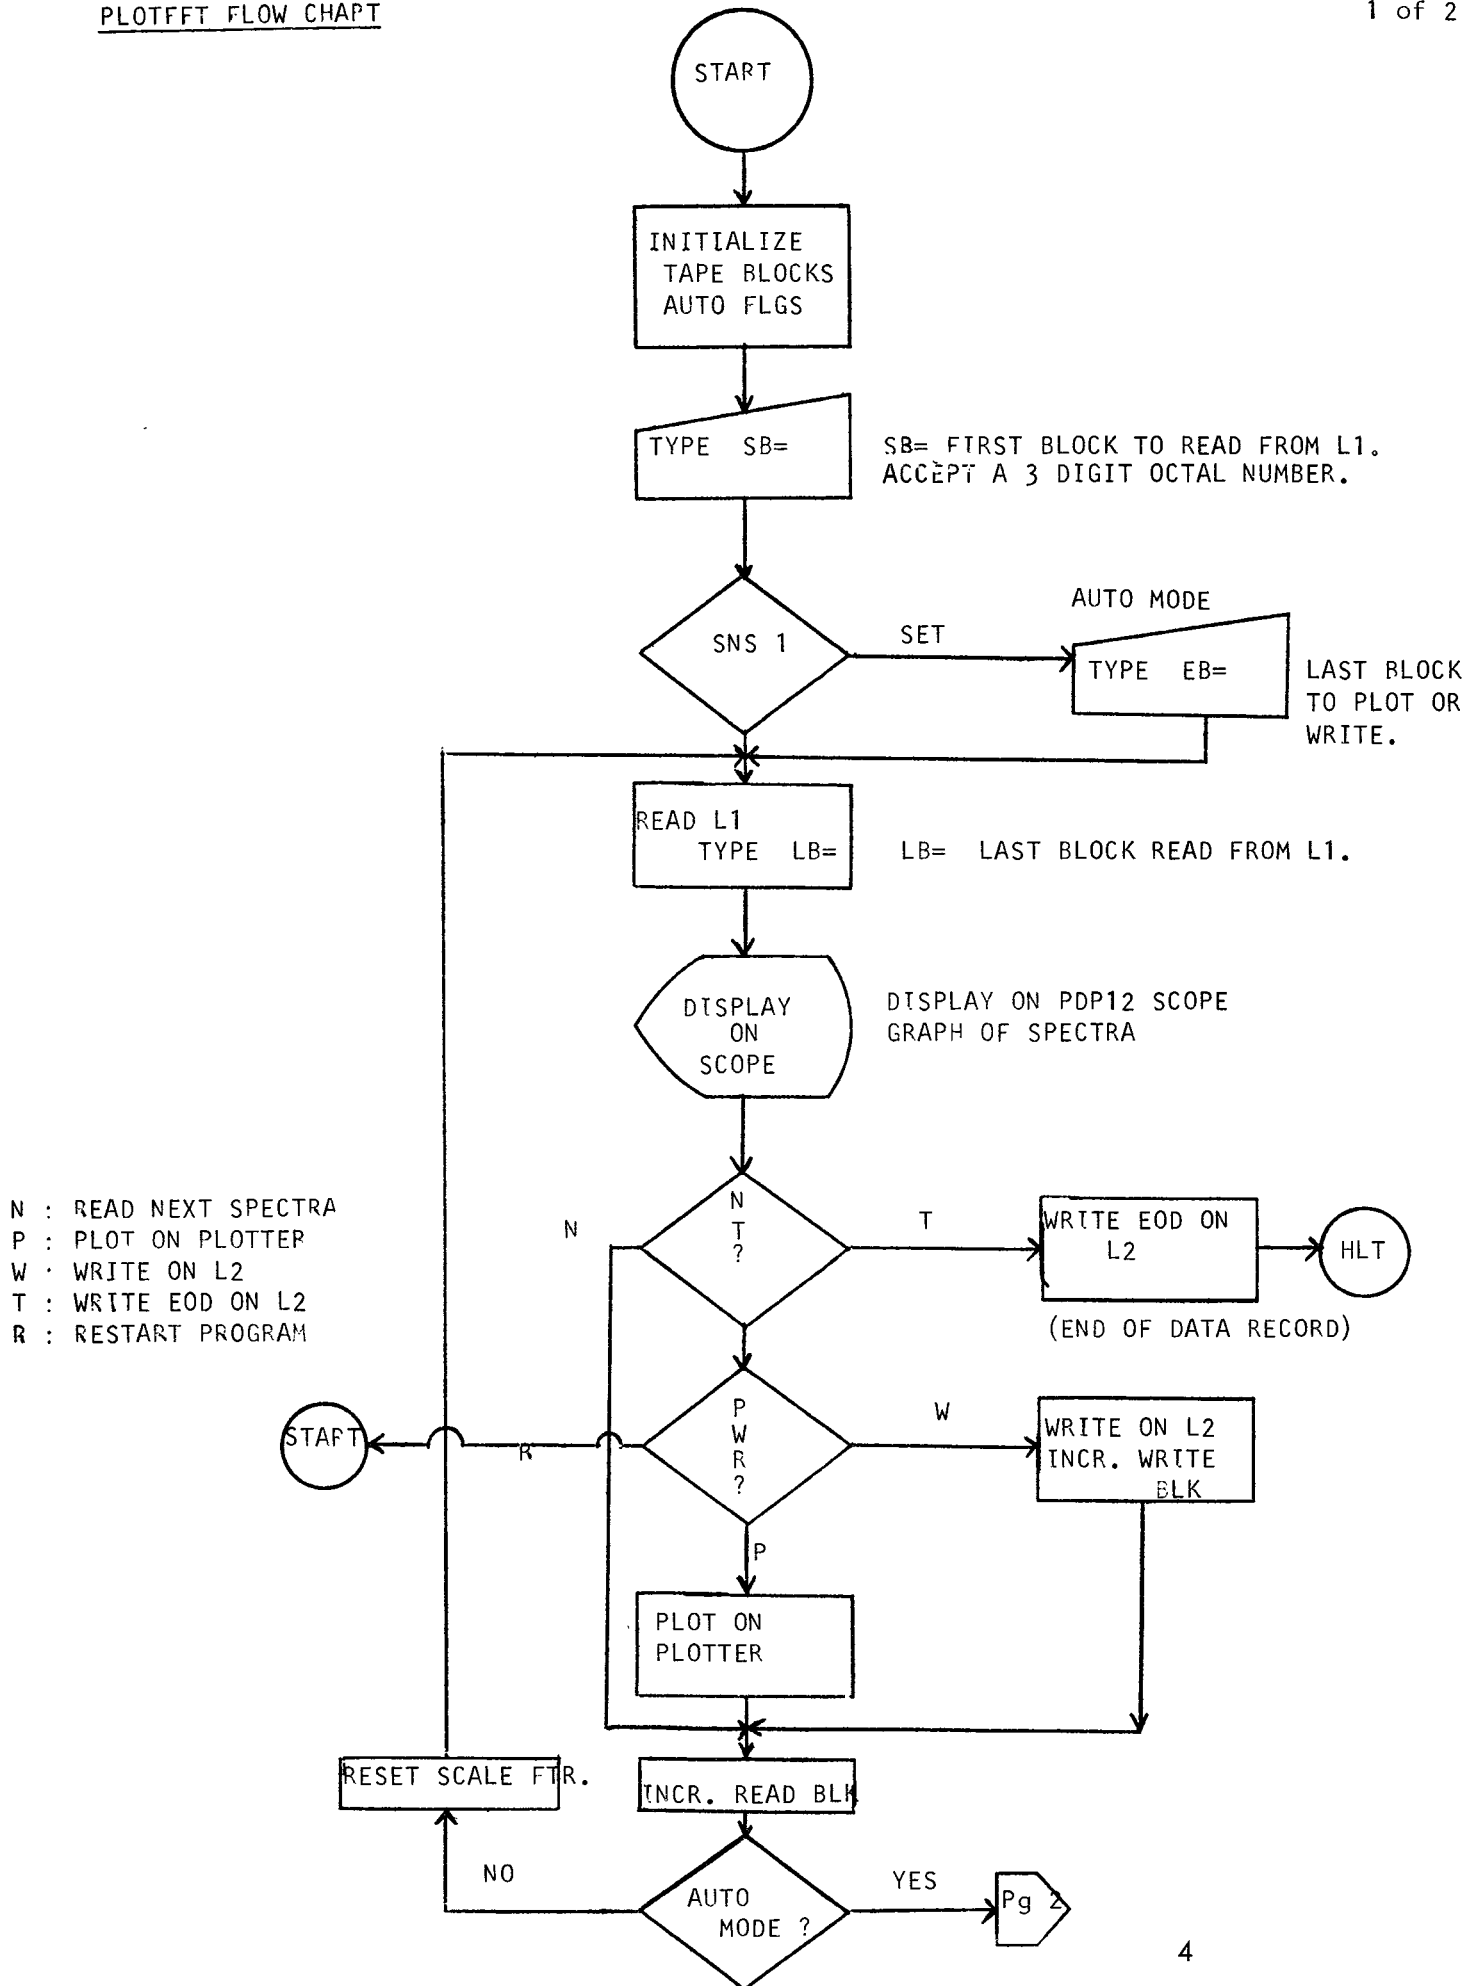 PLOTFFT FLOW CHART
1 of 2
START
INITIALIZE
TAPE BLOCKS
AUTO FLGS
TYPE SB=
SB= FIRST BLOCK TO READ FROM L1.
ACCEPT A 3 DIGIT OCTAL NUMBER.
SNS 1
SET
AUTO MODE
TYPE EB=
LAST BLOCK
TO PLOT OR
WRITE.
READ L1
TYPE LB=
LB= LAST BLOCK READ FROM L1.
DISPLAY
ON
SCOPE
DISPLAY ON PDP12 SCOPE
GRAPH OF SPECTRA
N : READ NEXT SPECTRA
P : PLOT ON PLOTTER
W : WRITE ON L2
T : WRITE EOD ON L2
R : RESTART PROGRAM
N
N
T
?
T
WRITE EOD ON
L2
HLT
(END OF DATA RECORD)
START
R
P
W
R
?
W
WRITE ON L2
INCR. WRITE
BLK
P
PLOT ON
PLOTTER
RESET SCALE FTR.
INCR. READ BLK
NO
AUTO
MODE ?
YES
Pg 2
4